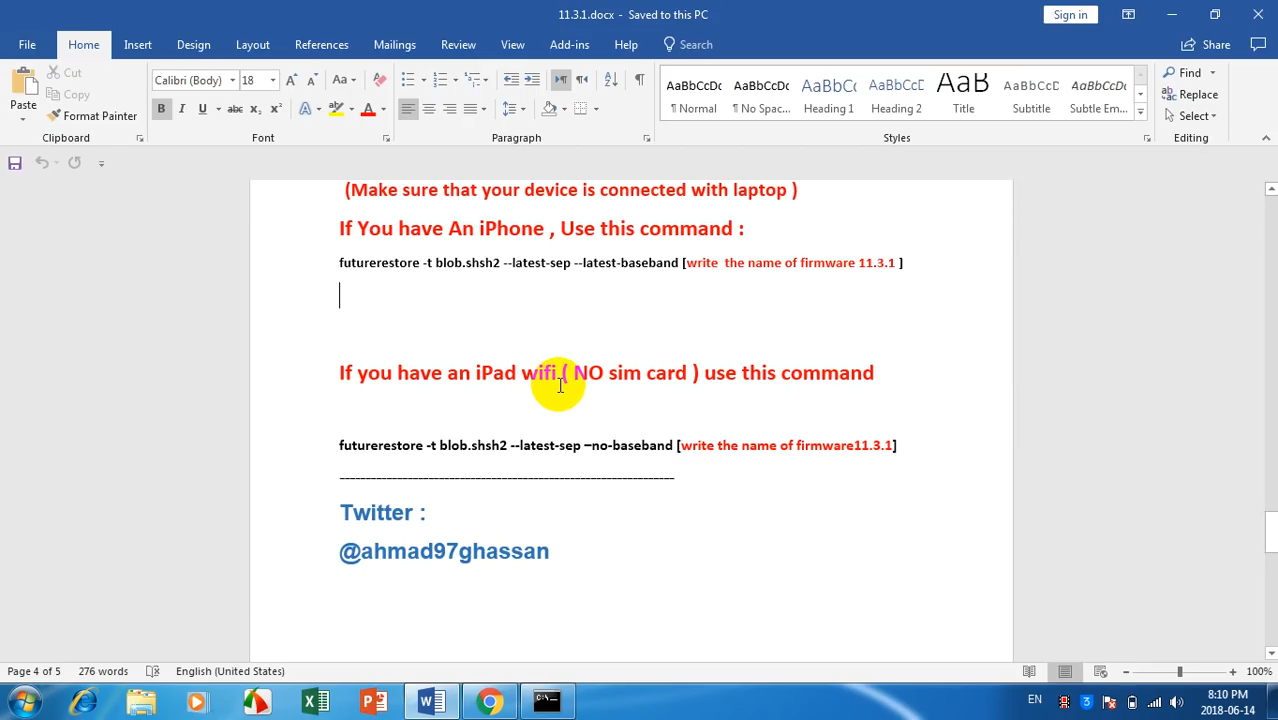 11.3.1.docx - Saved to this PC
Sign in
File Home Insert Design Layout References Mailings Review View Add-ins Help Search Share
Paste Cut Copy Format Painter
Calibri (Body) 18
AaBbCcDc AaBbCcDc AaBbCc AaBbCcD AaB AaBbCcD AaBbCcDc
¶ Normal ¶ No Spac... Heading 1 Heading 2 Title Subtitle Subtle Em...
Find Replace Select
Clipboard Font Paragraph Styles Editing
(Make sure that your device is connected with laptop )
If You have An iPhone , Use this command :
futurerestore -t blob.shsh2 --latest-sep --latest-baseband [write the name of firmware 11.3.1 ]
If you have an iPad wifi ( NO sim card ) use this command
futurerestore -t blob.shsh2 --latest-sep –no-baseband [write the name of firmware11.3.1]
----------------------------------------------------------------
Twitter :
@ahmad97ghassan
Page 4 of 5 276 words English (United States) 100%
EN 8:10 PM
2018-06-14